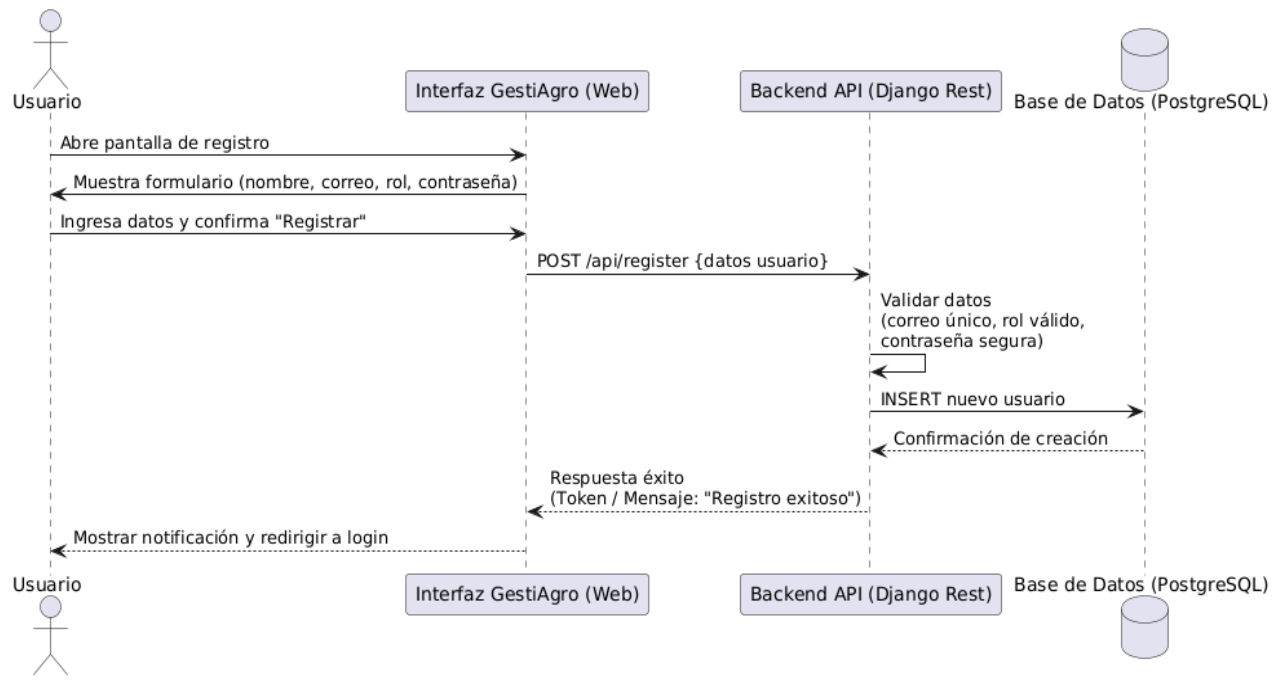 Usuario
Interfaz GestiAgro (Web)
Backend API (Django Rest)
Base de Datos (PostgreSQL)
Abre pantalla de registro
Muestra formulario (nombre, correo, rol, contraseña)
Ingresa datos y confirma "Registrar"
POST /api/register {datos usuario}
Validar datos
(correo único, rol válido,
contraseña segura)
INSERT nuevo usuario
Confirmación de creación
Respuesta éxito
(Token / Mensaje: "Registro exitoso")
Mostrar notificación y redirigir a login
Usuario
Interfaz GestiAgro (Web)
Backend API (Django Rest)
Base de Datos (PostgreSQL)